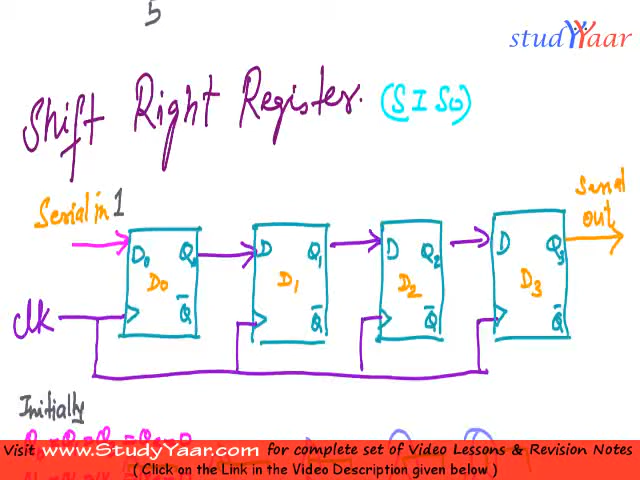 5
studYYaar
Shift Right Register. (SISO)
Serial in 1
Serial out
D₀ Q₀ D Q₁ D Q₂ D Q₃
D₀ D₁ D₂ D₃
Q̅ Q̅ Q̅ Q̅
Clk
Initially
Visit www.StudyYaar.com for complete set of Video Lessons & Revision Notes
( Click on the Link in the Video Description given below )